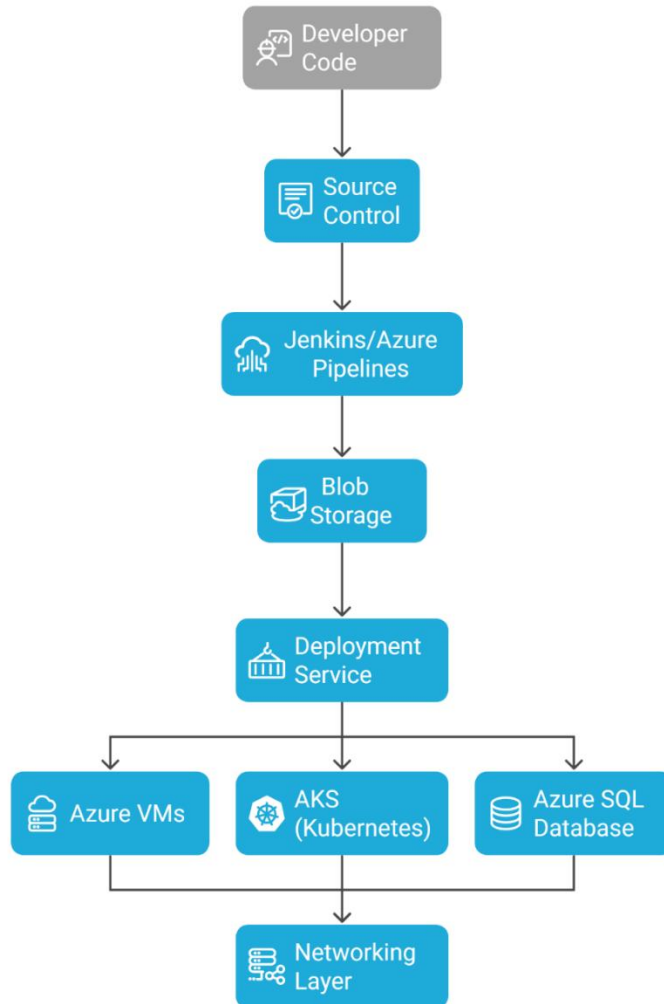 Developer
Code
Source
Control
Jenkins/Azure
Pipelines
Blob
Storage
Deployment
Service
Azure VMs
AKS
(Kubernetes)
Azure SQL
Database
Networking
Layer